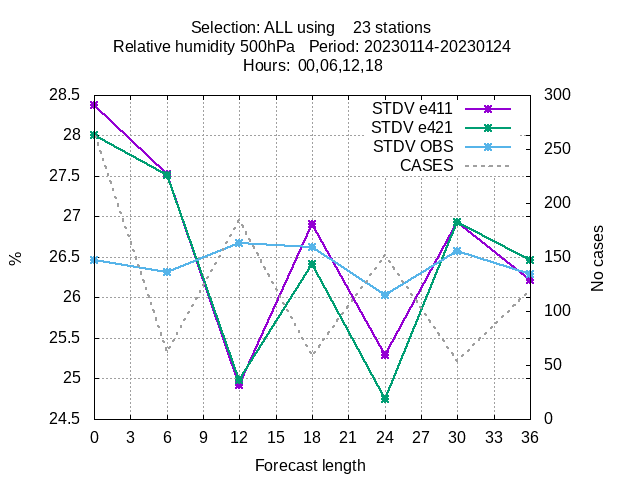 Selection: ALL using    23 stations
Relative humidity 500hPa   Period: 20230114-20230124
Hours:  00,06,12,18
28.5
28
27.5
27
26.5
26
25.5
25
24.5
%
STDV e411
STDV e421
STDV OBS
CASES
300
250
200
150
100
50
0
No cases
0 3 6 9 12 15 18 21 24 27 30 33 36
Forecast length